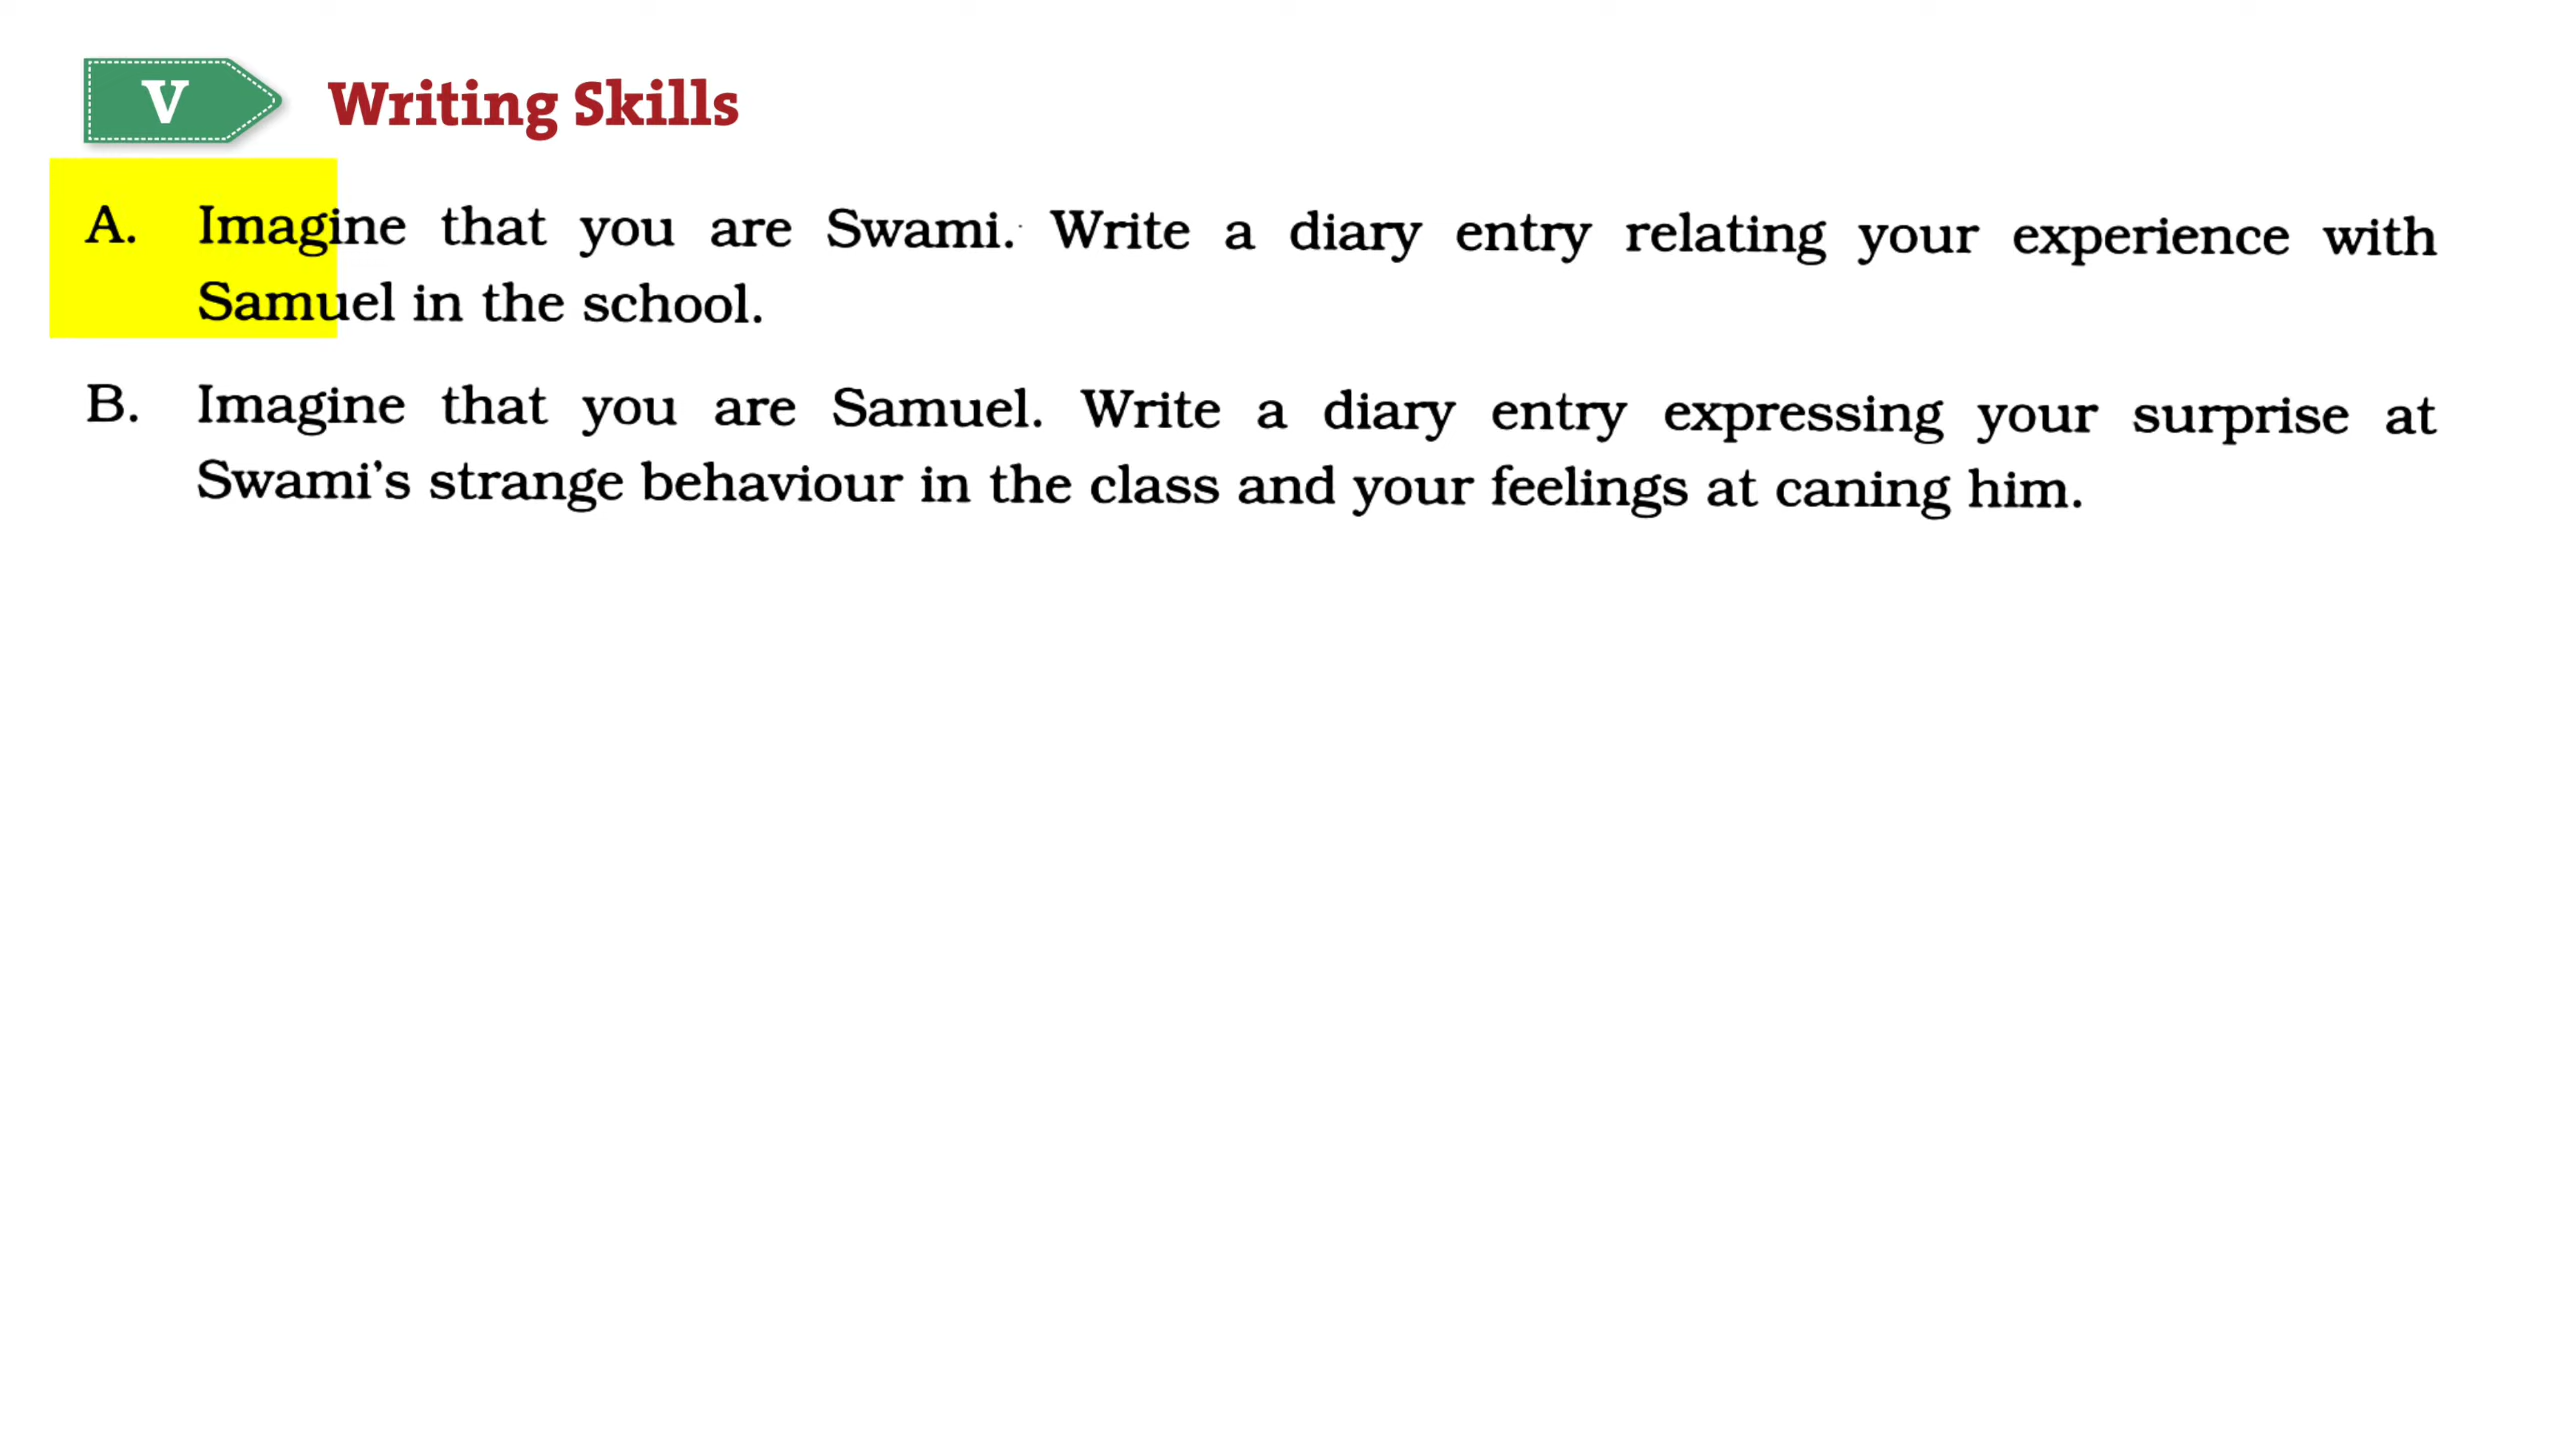 V Writing Skills
A. Imagine that you are Swami. Write a diary entry relating your experience with
Samuel in the school.
B. Imagine that you are Samuel. Write a diary entry expressing your surprise at
Swami's strange behaviour in the class and your feelings at caning him.